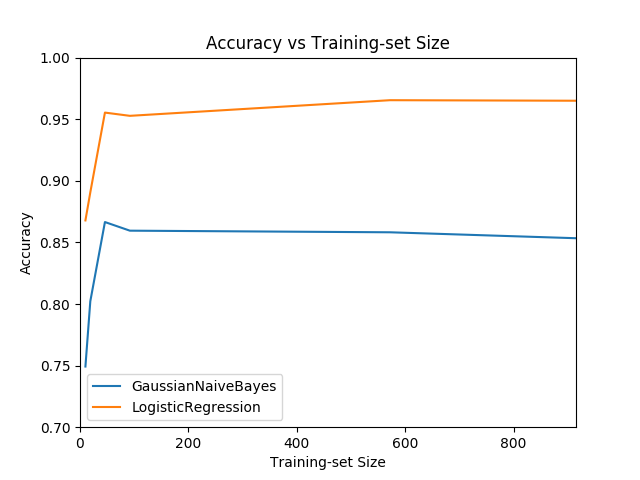 Accuracy vs Training-set Size
1.00
0.95
0.90
0.85
0.80
0.75
0.70
Accuracy
GaussianNaiveBayes
LogisticRegression
0 200 400 600 800
Training-set Size